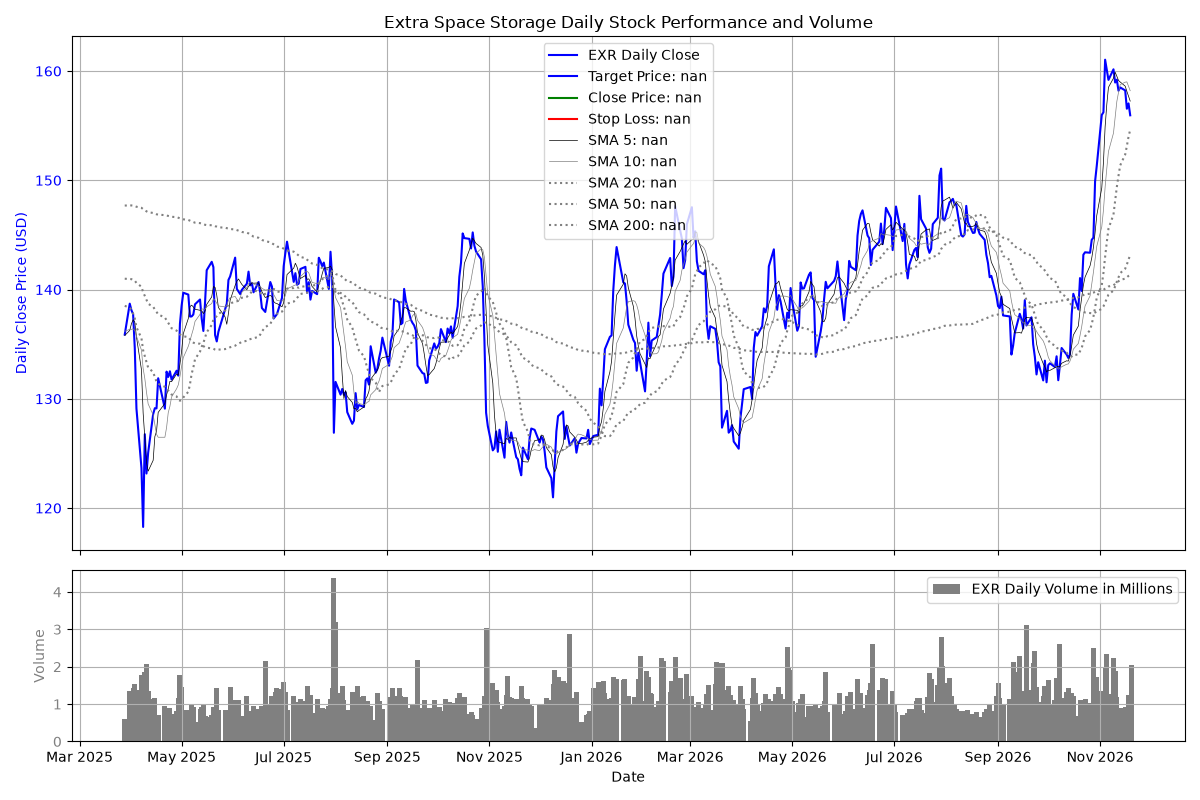 Extra Space Storage Daily Stock Performance and Volume
Daily Close Price (USD)
160
150
140
130
120
EXR Daily Close
Target Price: nan
Close Price: nan
Stop Loss: nan
SMA 5: nan
SMA 10: nan
SMA 20: nan
SMA 50: nan
SMA 200: nan
Volume
4
3
2
1
0
EXR Daily Volume in Millions
Mar 2025
May 2025
Jul 2025
Sep 2025
Nov 2025
Jan 2026
Mar 2026
May 2026
Jul 2026
Sep 2026
Nov 2026
Date